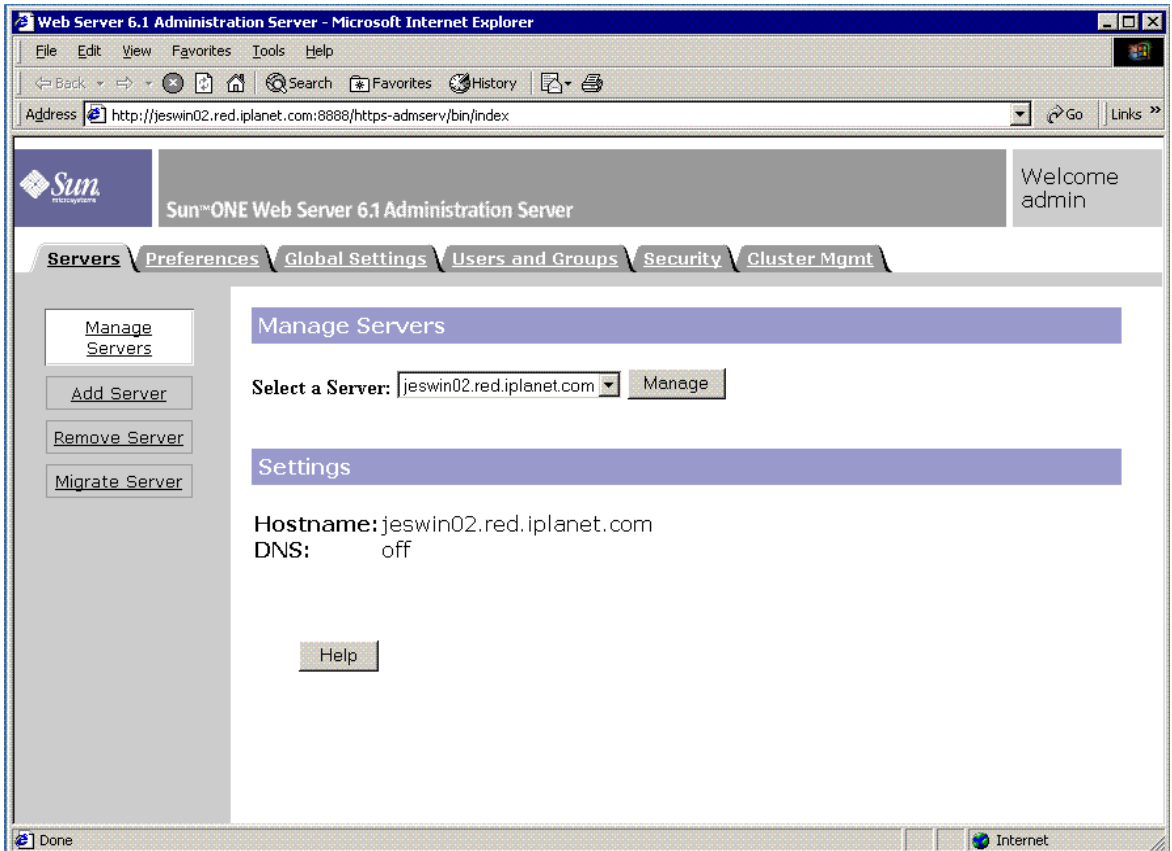 Web Server 6.1 Administration Server - Microsoft Internet Explorer
File Edit View Favorites Tools Help
Back Search Favorites History
Address http://jeswin02.red.iplanet.com:8888/https-admserv/bin/index Go Links »
Sun
microsystems
Sun™ONE Web Server 6.1 Administration Server
Welcome
admin
Servers Preferences Global Settings Users and Groups Security Cluster Mgmt
Manage
Servers
Add Server
Remove Server
Migrate Server
Manage Servers
Select a Server: jeswin02.red.iplanet.com Manage
Settings
Hostname: jeswin02.red.iplanet.com
DNS: off
Help
Done Internet